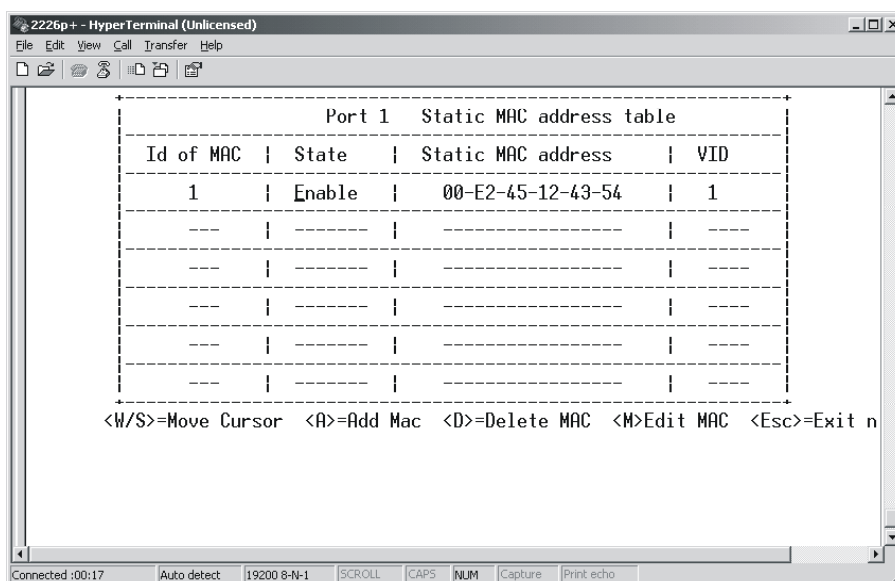 2226p+ - HyperTerminal (Unlicensed)
File Edit View Call Transfer Help
Port 1 Static MAC address table
Id of MAC | State | Static MAC address | VID
1 | Enable | 00-E2-45-12-43-54 | 1
--- | ------- | ----------------- | ----
--- | ------- | ----------------- | ----
--- | ------- | ----------------- | ----
--- | ------- | ----------------- | ----
--- | ------- | ----------------- | ----
<W/S>=Move Cursor <A>=Add Mac <D>=Delete MAC <M>Edit MAC <Esc>=Exit n
Connected :00:17 Auto detect 19200 8-N-1 SCROLL CAPS NUM Capture Print echo